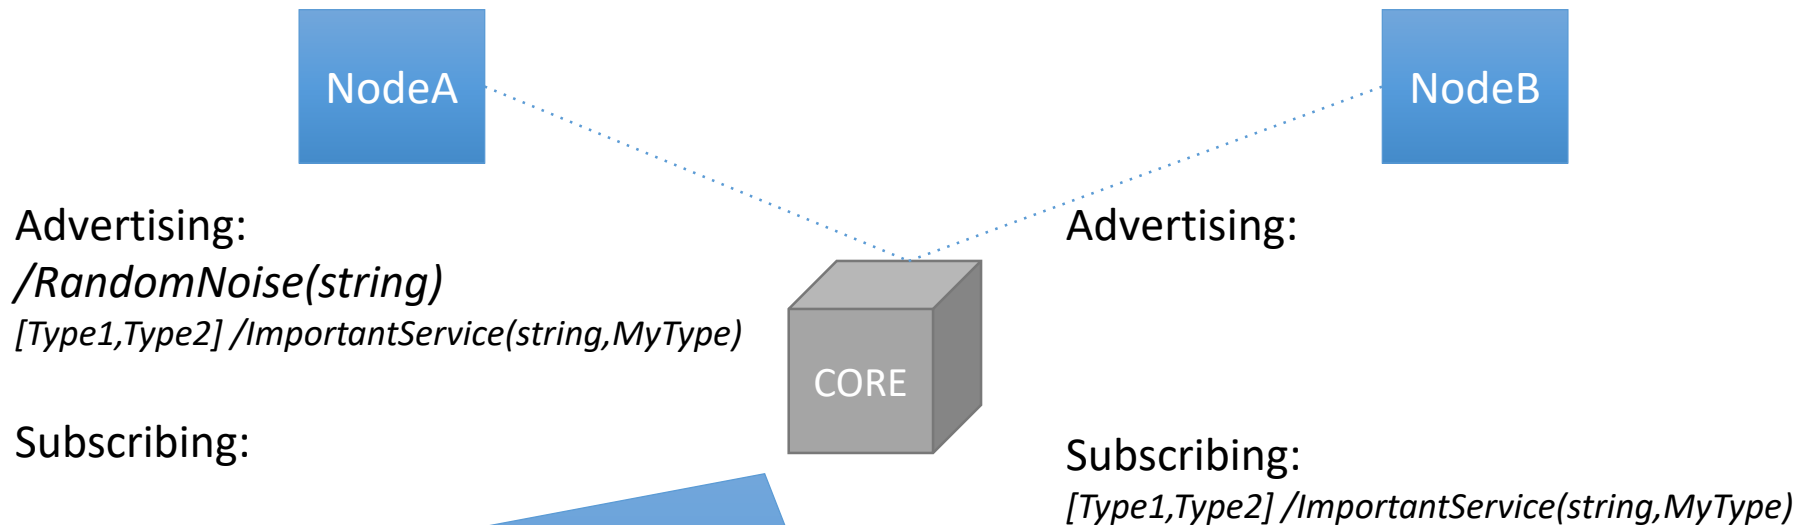 NodeA
NodeB
Advertising:
/RandomNoise(string)
[Type1,Type2] /ImportantService(string,MyType)
Subscribing:
CORE
Advertising:
Subscribing:
[Type1,Type2] /ImportantService(string,MyType)